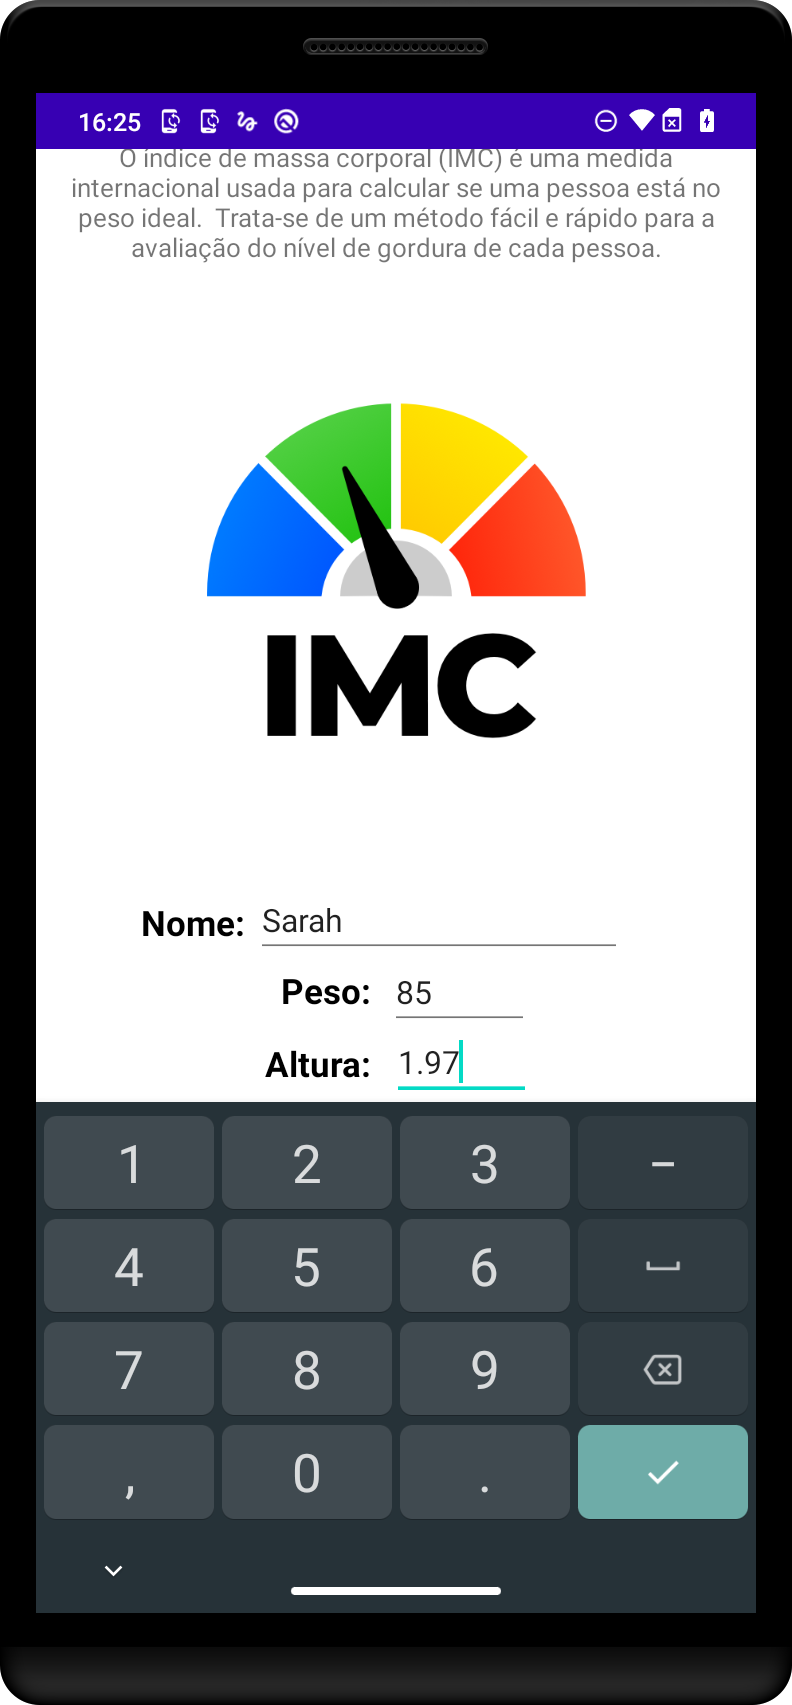 16:25
O índice de massa corporal (IMC) é uma medida
internacional usada para calcular se uma pessoa está no
peso ideal.  Trata-se de um método fácil e rápido para a
avaliação do nível de gordura de cada pessoa.
IMC
Nome: Sarah
Peso: 85
Altura: 1.97
1 2 3 -
4 5 6
7 8 9
, 0 .